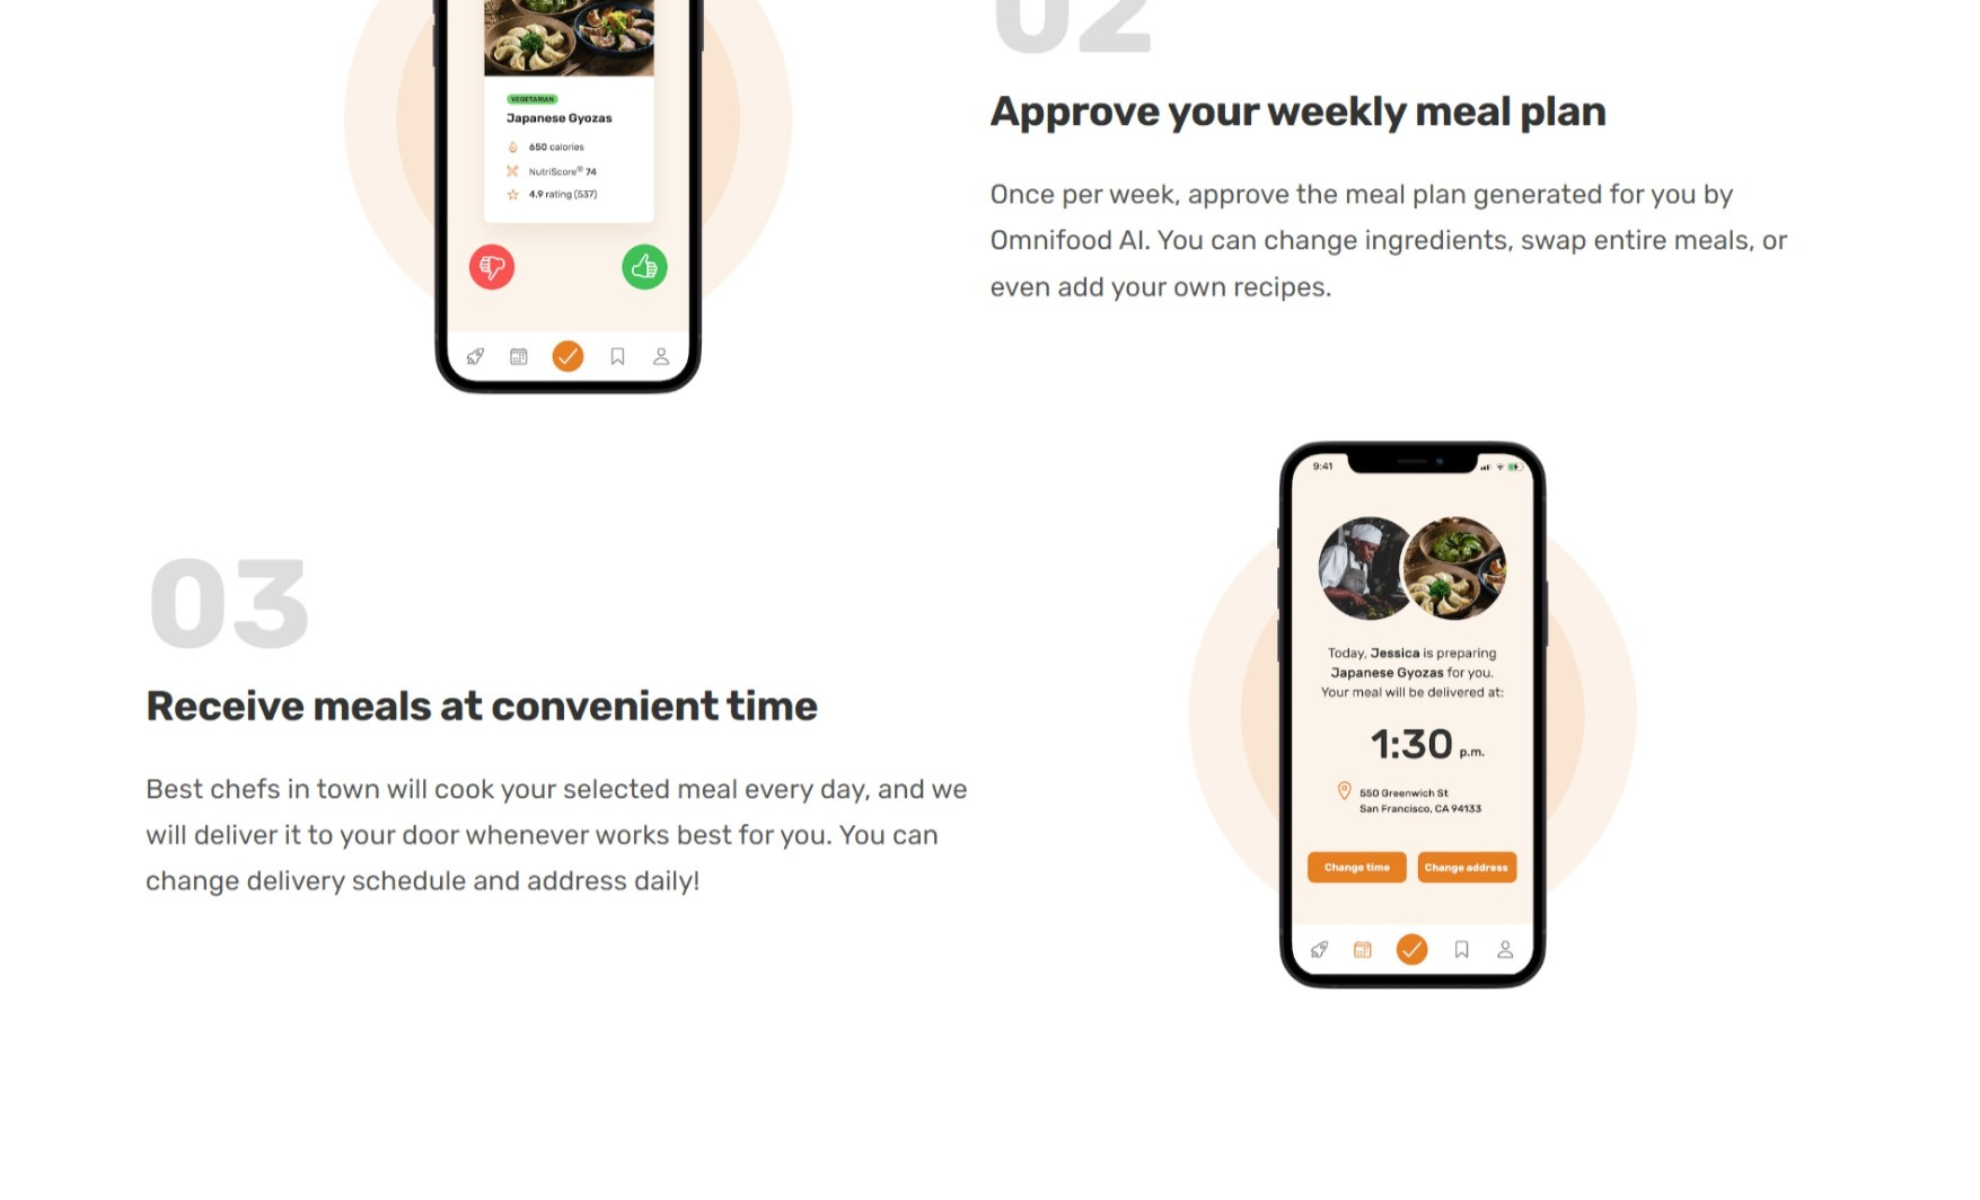 02
VEGETARIAN
Japanese Gyozas
650 calories
NutriScore® 74
4.9 rating (537)
Approve your weekly meal plan
Once per week, approve the meal plan generated for you by
Omnifood AI. You can change ingredients, swap entire meals, or
even add your own recipes.
03
Receive meals at convenient time
Best chefs in town will cook your selected meal every day, and we
will deliver it to your door whenever works best for you. You can
change delivery schedule and address daily!
9:41
Today, Jessica is preparing
Japanese Gyozas for you.
Your meal will be delivered at:
1:30 p.m.
550 Greenwich St
San Francisco, CA 94133
Change time
Change address